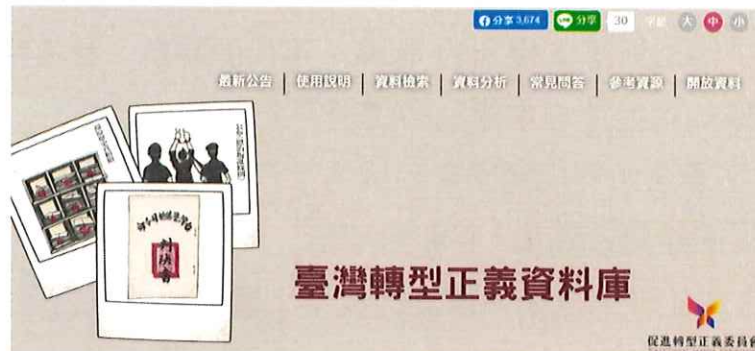 分享 3,674 分享 30 字級 大 中 小
最新公告 | 使用說明 | 資料檢索 | 資料分析 | 常見問答 | 參考資源 | 開放資料
判決書
臺灣轉型正義資料庫
促進轉型正義委員會